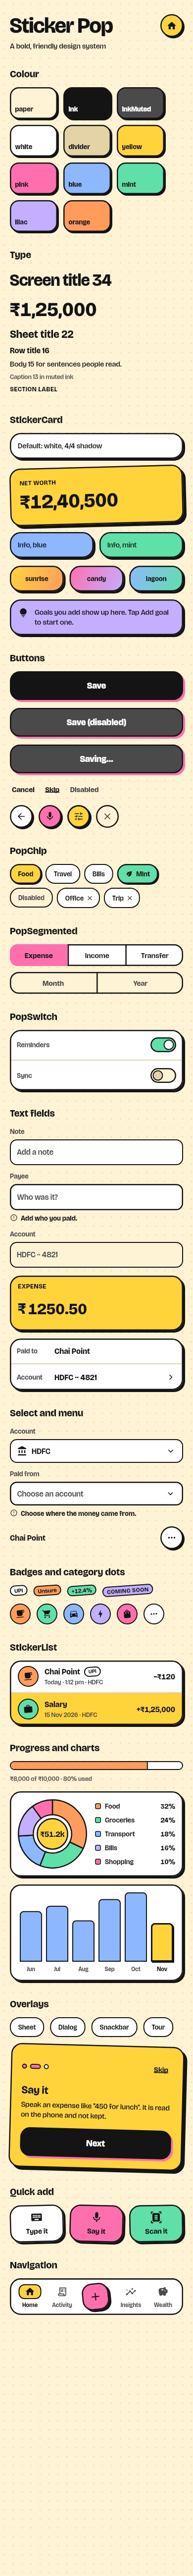 Sticker Pop
A bold, friendly design system
Colour
paper
ink
inkMuted
white
divider
yellow
pink
blue
mint
lilac
orange
Type
Screen title 34
₹1,25,000
Sheet title 22
Row title 16
Body 15 for sentences people read.
Caption 13 in muted ink
SECTION LABEL
StickerCard
Default: white, 4/4 shadow
NET WORTH
₹12,40,500
Info, blue
Info, mint
sunrise
candy
lagoon
Goals you add show up here. Tap Add goal
to start one.
Buttons
Save
Save (disabled)
Saving...
Cancel
Skip
Disabled
PopChip
Food
Travel
Bills
Mint
Disabled
Office
Trip
PopSegmented
Expense
Income
Transfer
Month
Year
PopSwitch
Reminders
Sync
Text fields
Note
Add a note
Payee
Who was it?
Add who you paid.
Account
HDFC ·· 4821
EXPENSE
₹ 1250.50
Paid to Chai Point
Account HDFC ·· 4821
Select and menu
Account
HDFC
Paid from
Choose an account
Choose where the money came from.
Chai Point
Badges and category dots
UPI
Unsure
+12.4%
COMING SOON
StickerList
Chai Point UPI
Today · 1:12 pm · HDFC
−₹120
Salary
15 Nov 2026 · HDFC
+₹1,25,000
Progress and charts
₹8,000 of ₹10,000 · 80% used
₹51.2k
Food 32%
Groceries 24%
Transport 18%
Bills 16%
Shopping 10%
Jun Jul Aug Sep Oct Nov
Overlays
Sheet
Dialog
Snackbar
Tour
Skip
Say it
Speak an expense like "450 for lunch". It is read
on the phone and not kept.
Next
Quick add
Type it
Say it
Scan it
Navigation
Home
Activity
Insights
Wealth